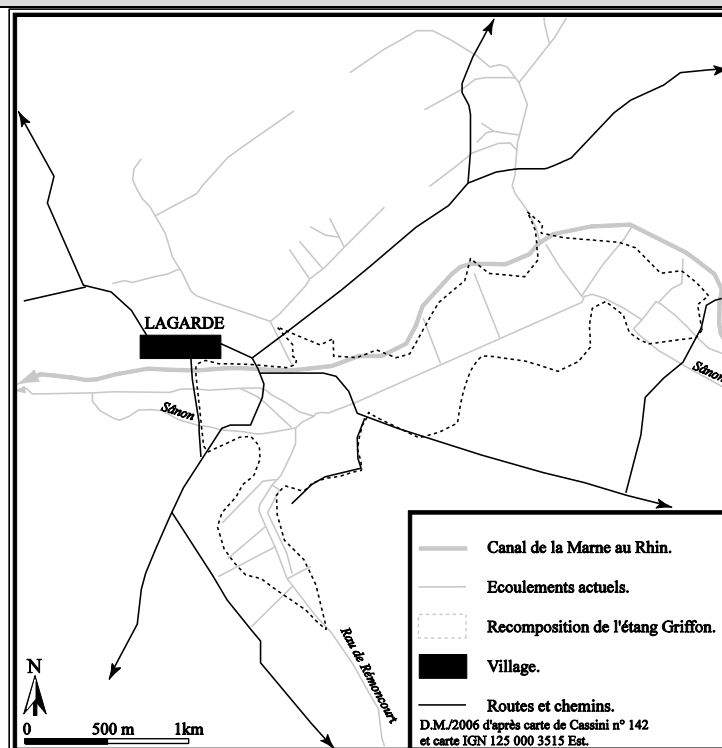 LAGARDE
Sânon
Sânon
Rau de Rémoncourt
N
0 500 m 1km
Canal de la Marne au Rhin.
Ecoulements actuels.
Recomposition de l'étang Griffon.
Village.
Routes et chemins.
D.M./2006 d'après carte de Cassini n° 142
et carte IGN 125 000 3515 Est.